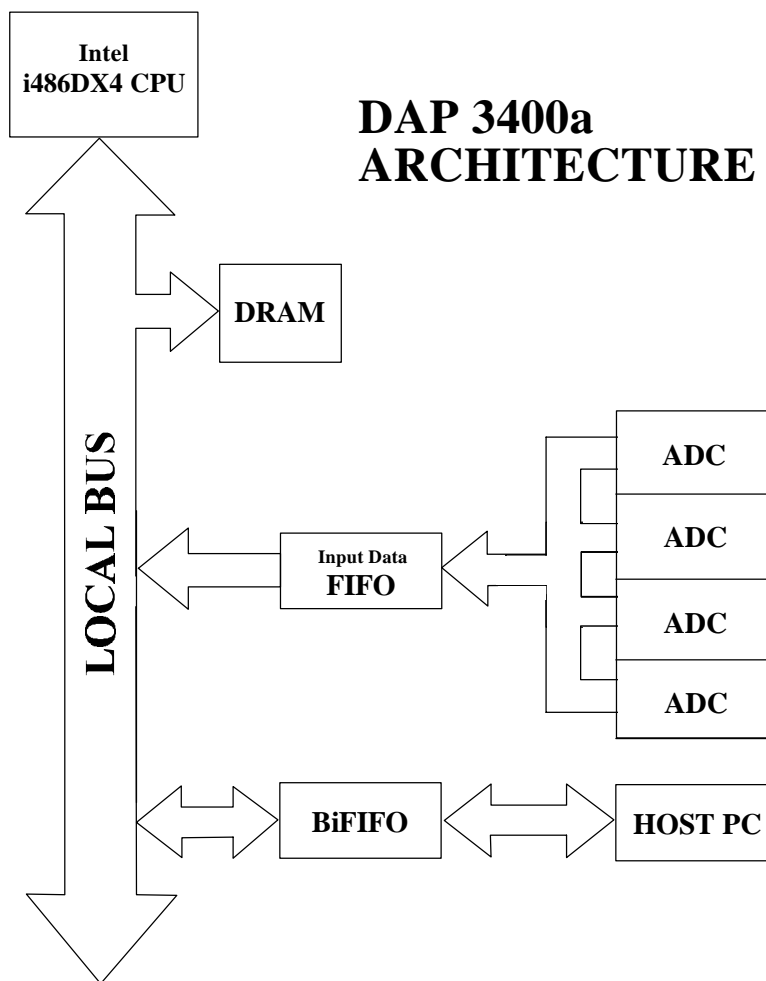 Intel
i486DX4 CPU
DAP 3400a
ARCHITECTURE
DRAM
LOCAL BUS
ADC
ADC
ADC
ADC
Input Data
FIFO
BiFIFO
HOST PC